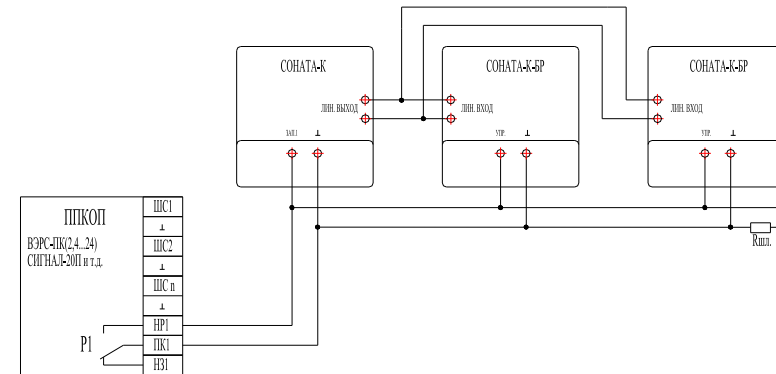 СОНАТА-К
СОНАТА-К-БР
СОНАТА-К-БР
ЛИН. ВЫХОД
ЛИН. ВХОД
ЛИН. ВХОД
ЗАП.1 ⊥
УПР. ⊥
УПР. ⊥
ППКОП
ВЭРС-ПК(2,4...24)
СИГНАЛ-20П и т.д.
ШС1
⊥
ШС2
⊥
ШС n
⊥
НР1
ПК1
НЗ1
Р1
Rшл.